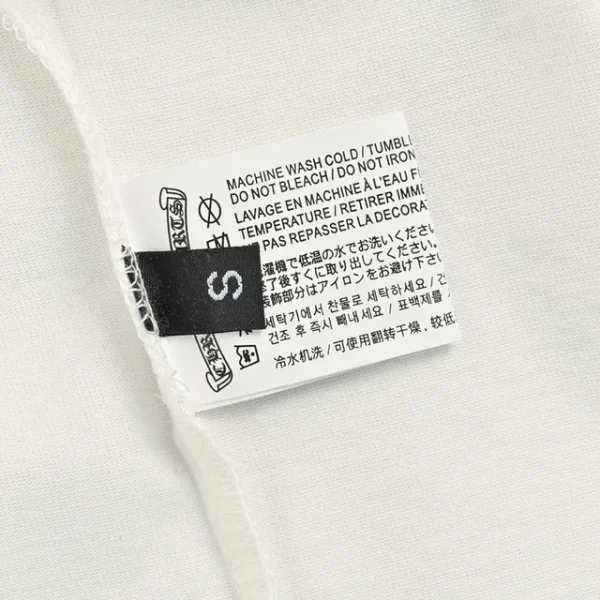 MACHINE WASH COLD / TUMBL
DO NOT BLEACH / DO NOT IRON
LAVAGE EN MACHINE À L'EAU F
TEMPERATURE / RETIRER IMM
PAS REPASSER LA DECORA
濯機で低温の水でお洗いください
了後すぐに取り出してください。
装飾部分はアイロンをお避け下さい
세탁기에서 찬물로 세탁하세요 / 건
건조 후 즉시 빼내세요 / 표백제를
冷水机洗 / 可使用翻转干燥, 较低
S